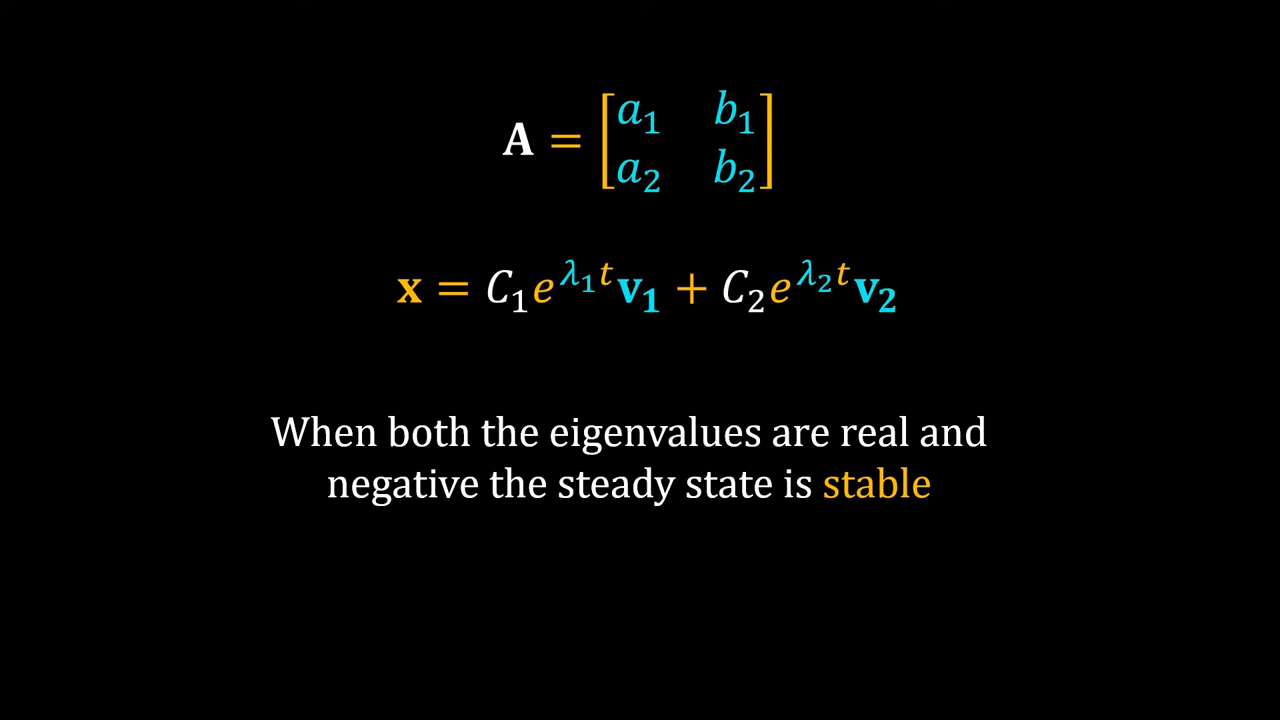 A = [a₁ b₁
a₂ b₂]
x = C₁e^{λ₁t}v₁ + C₂e^{λ₂t}v₂
When both the eigenvalues are real and
negative the steady state is stable